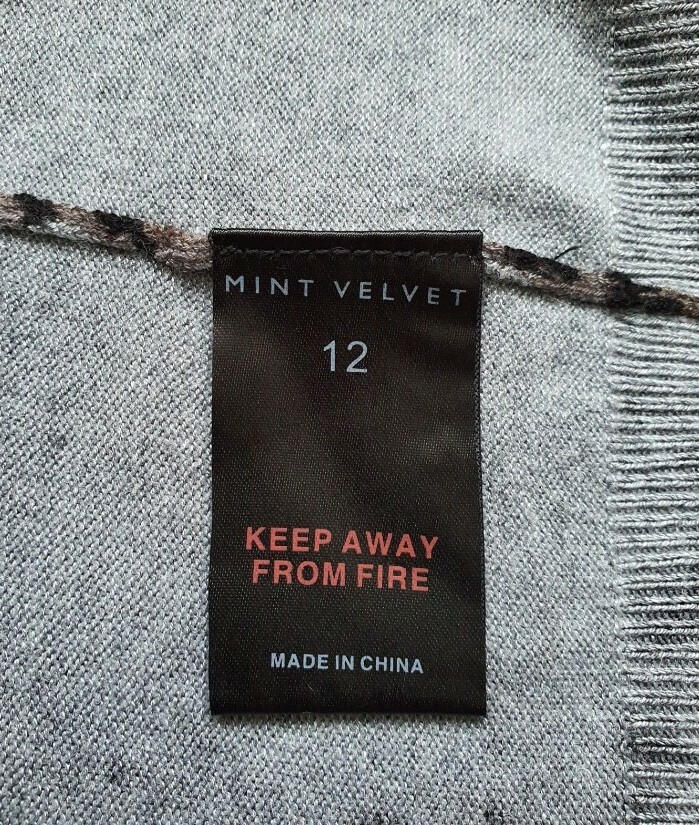 MINT VELVET
12
KEEP AWAY
FROM FIRE
MADE IN CHINA